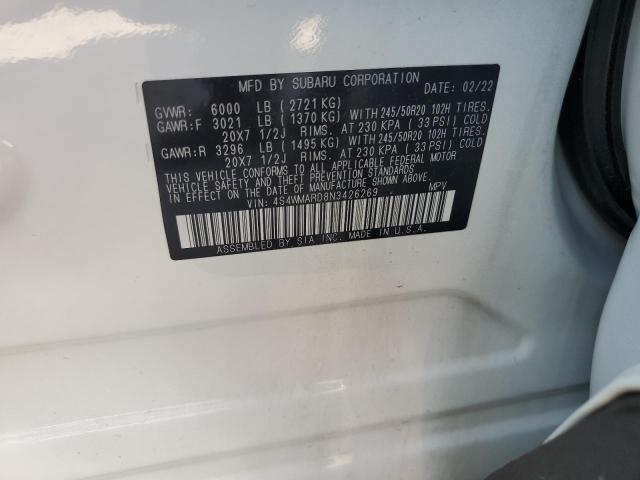 MFD BY SUBARU CORPORATION DATE: 02/22
GVWR: 6000 LB (2721 KG)
GAWR:F 3021 LB (1370 KG) WITH 245/50R20 102H TIRES.
20X7 1/2J RIMS. AT 230 KPA (33 PSI) COLD
GAWR:R 3296 LB (1495 KG) WITH 245/50R20 102H TIRES.
20X7 1/2J RIMS. AT 230 KPA (33 PSI) COLD
THIS VEHICLE CONFORMS TO ALL APPLICABLE FEDERAL MOTOR
VEHICLE SAFETY, BUMPER, AND THEFT PREVENTION STANDARDS
IN EFFECT ON THE DATE OF MANUFACTURE SHOWN ABOVE.
VIN: 4S4WMARD8N3426269 MPV
ASSEMBLED BY SIA INC. MADE IN U.S.A.